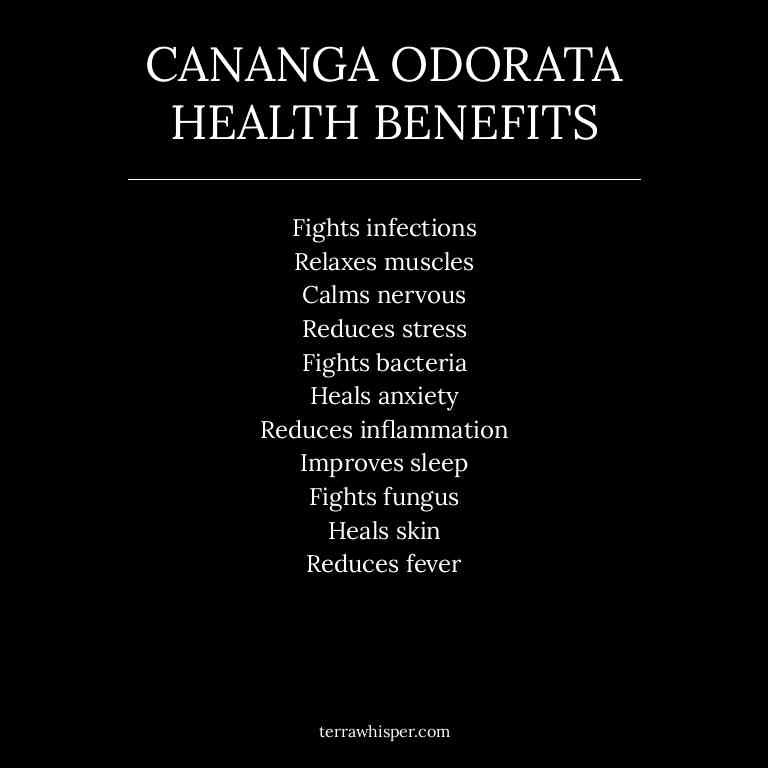 CANANGA ODORATA
HEALTH BENEFITS
Fights infections
Relaxes muscles
Calms nervous
Reduces stress
Fights bacteria
Heals anxiety
Reduces inflammation
Improves sleep
Fights fungus
Heals skin
Reduces fever
terrawhisper.com